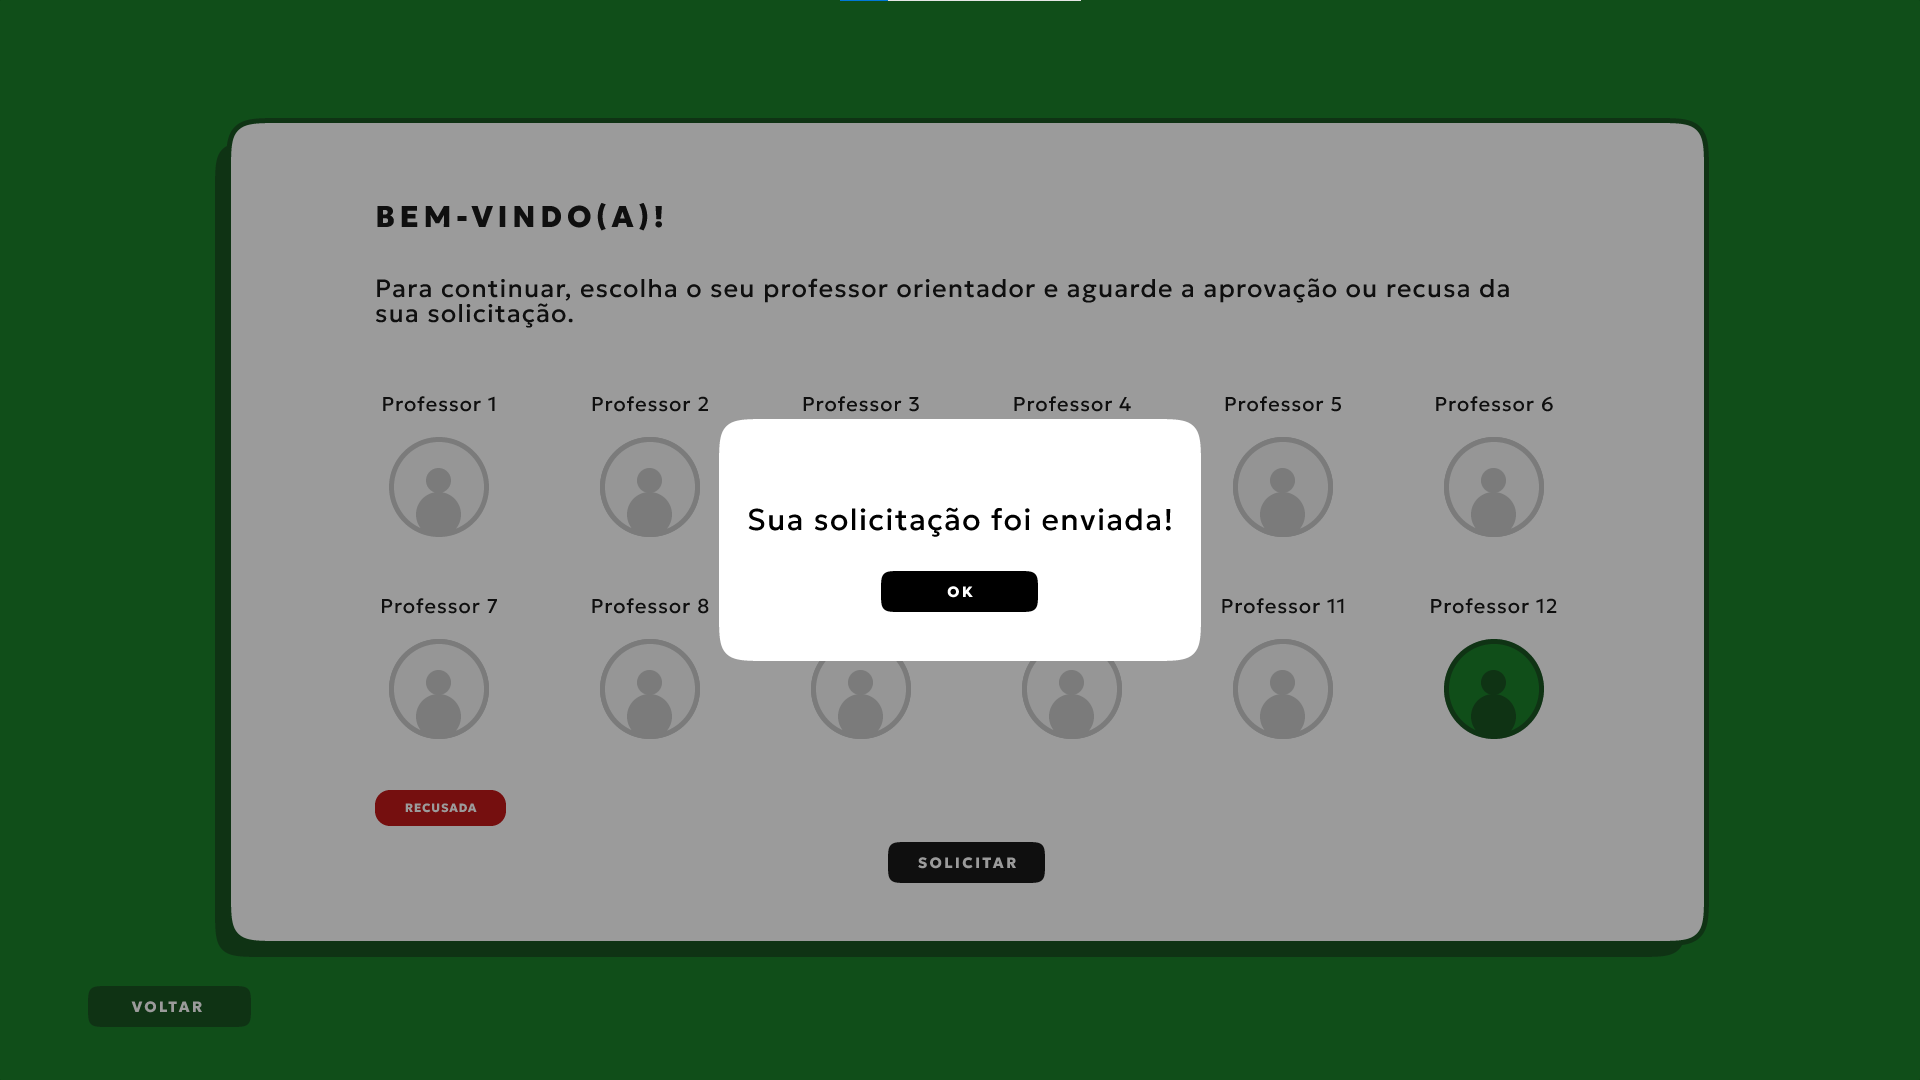 BEM-VINDO(A)!
Para continuar, escolha o seu professor orientador e aguarde a aprovação ou recusa da
sua solicitação.
Professor 1
Professor 2
Professor 3
Professor 4
Professor 5
Professor 6
Sua solicitação foi enviada!
OK
Professor 7
Professor 8
Professor 11
Professor 12
RECUSADA
SOLICITAR
VOLTAR